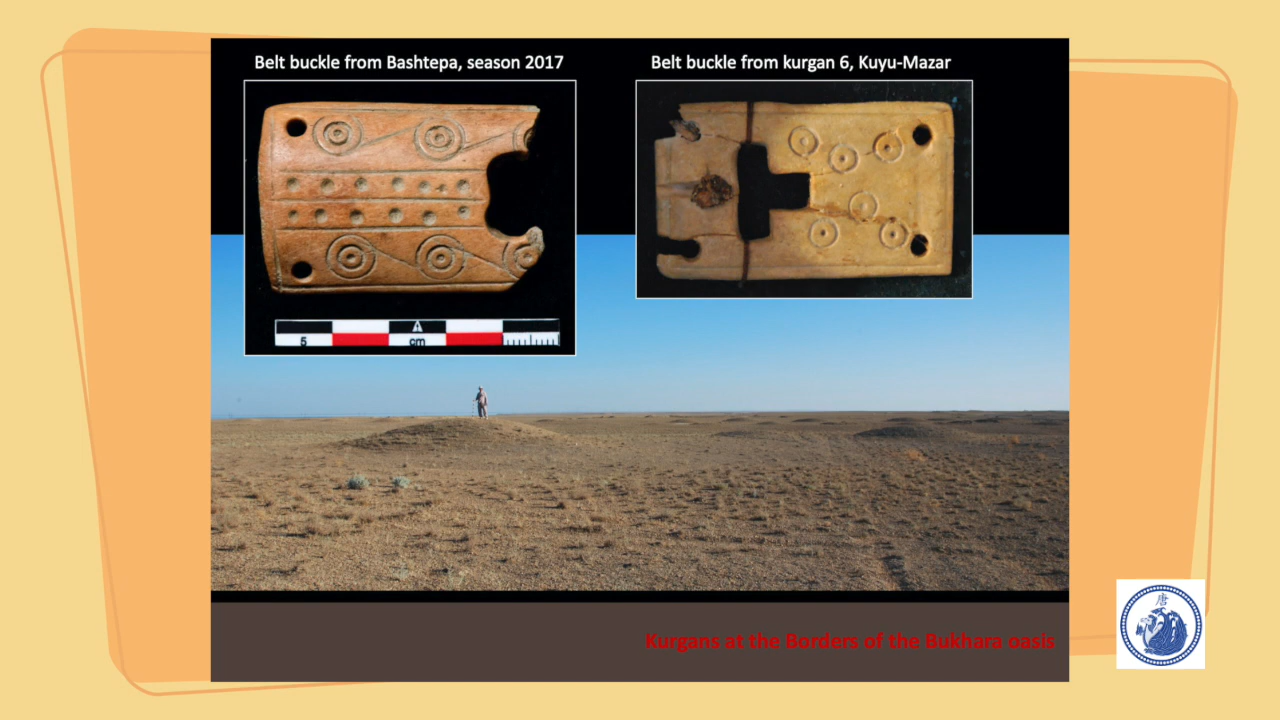 Belt buckle from Bashtepa, season 2017
Belt buckle from kurgan 6, Kuyu-Mazar
5 cm
Kurgans at the Borders of the Bukhara oasis
唐